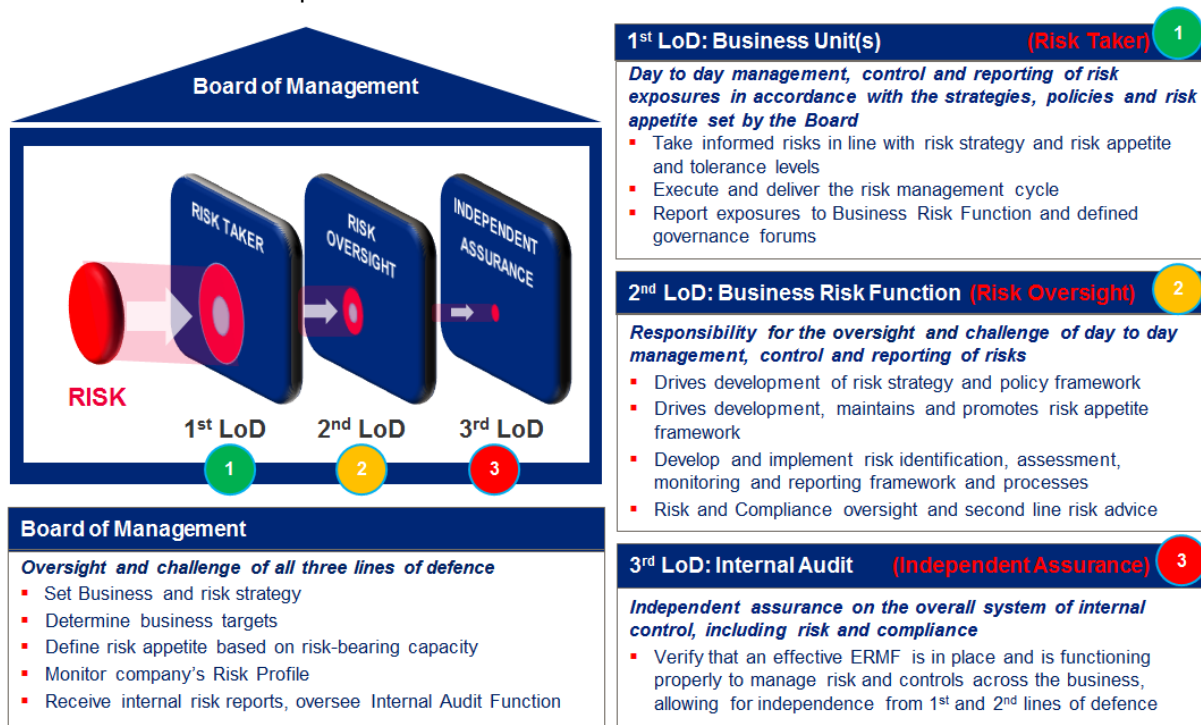 Board of Management
RISK TAKER
RISK
OVERSIGHT
INDEPENDENT
ASSURANCE
RISK
1st LoD
2nd LoD
3rd LoD
1
2
3
Board of Management
Oversight and challenge of all three lines of defence
▪ Set Business and risk strategy
▪ Determine business targets
▪ Define risk appetite based on risk-bearing capacity
▪ Monitor company's Risk Profile
▪ Receive internal risk reports, oversee Internal Audit Function
1st LoD: Business Unit(s) (Risk Taker) 1
Day to day management, control and reporting of risk
exposures in accordance with the strategies, policies and risk
appetite set by the Board
▪ Take informed risks in line with risk strategy and risk appetite
and tolerance levels
▪ Execute and deliver the risk management cycle
▪ Report exposures to Business Risk Function and defined
governance forums
2nd LoD: Business Risk Function (Risk Oversight) 2
Responsibility for the oversight and challenge of day to day
management, control and reporting of risks
▪ Drives development of risk strategy and policy framework
▪ Drives development, maintains and promotes risk appetite
framework
▪ Develop and implement risk identification, assessment,
monitoring and reporting framework and processes
▪ Risk and Compliance oversight and second line risk advice
3rd LoD: Internal Audit (Independent Assurance) 3
Independent assurance on the overall system of internal
control, including risk and compliance
▪ Verify that an effective ERMF is in place and is functioning
properly to manage risk and controls across the business,
allowing for independence from 1st and 2nd lines of defence